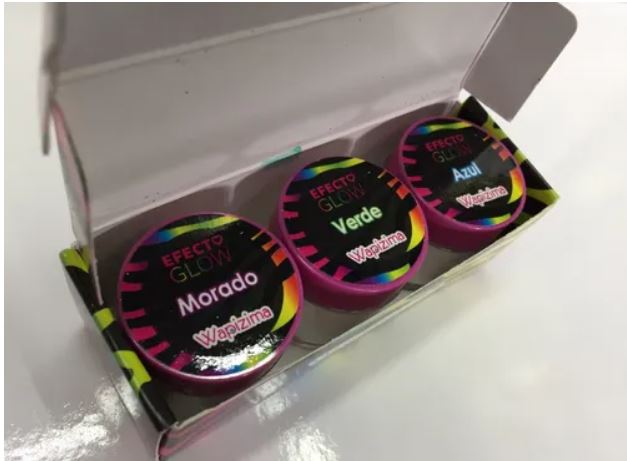 EFECTO
GLOW
Morado
Wapizima
EFECTO
GLOW
Verde
Wapizima
EFECTO
GLOW
Azul
Wapizima